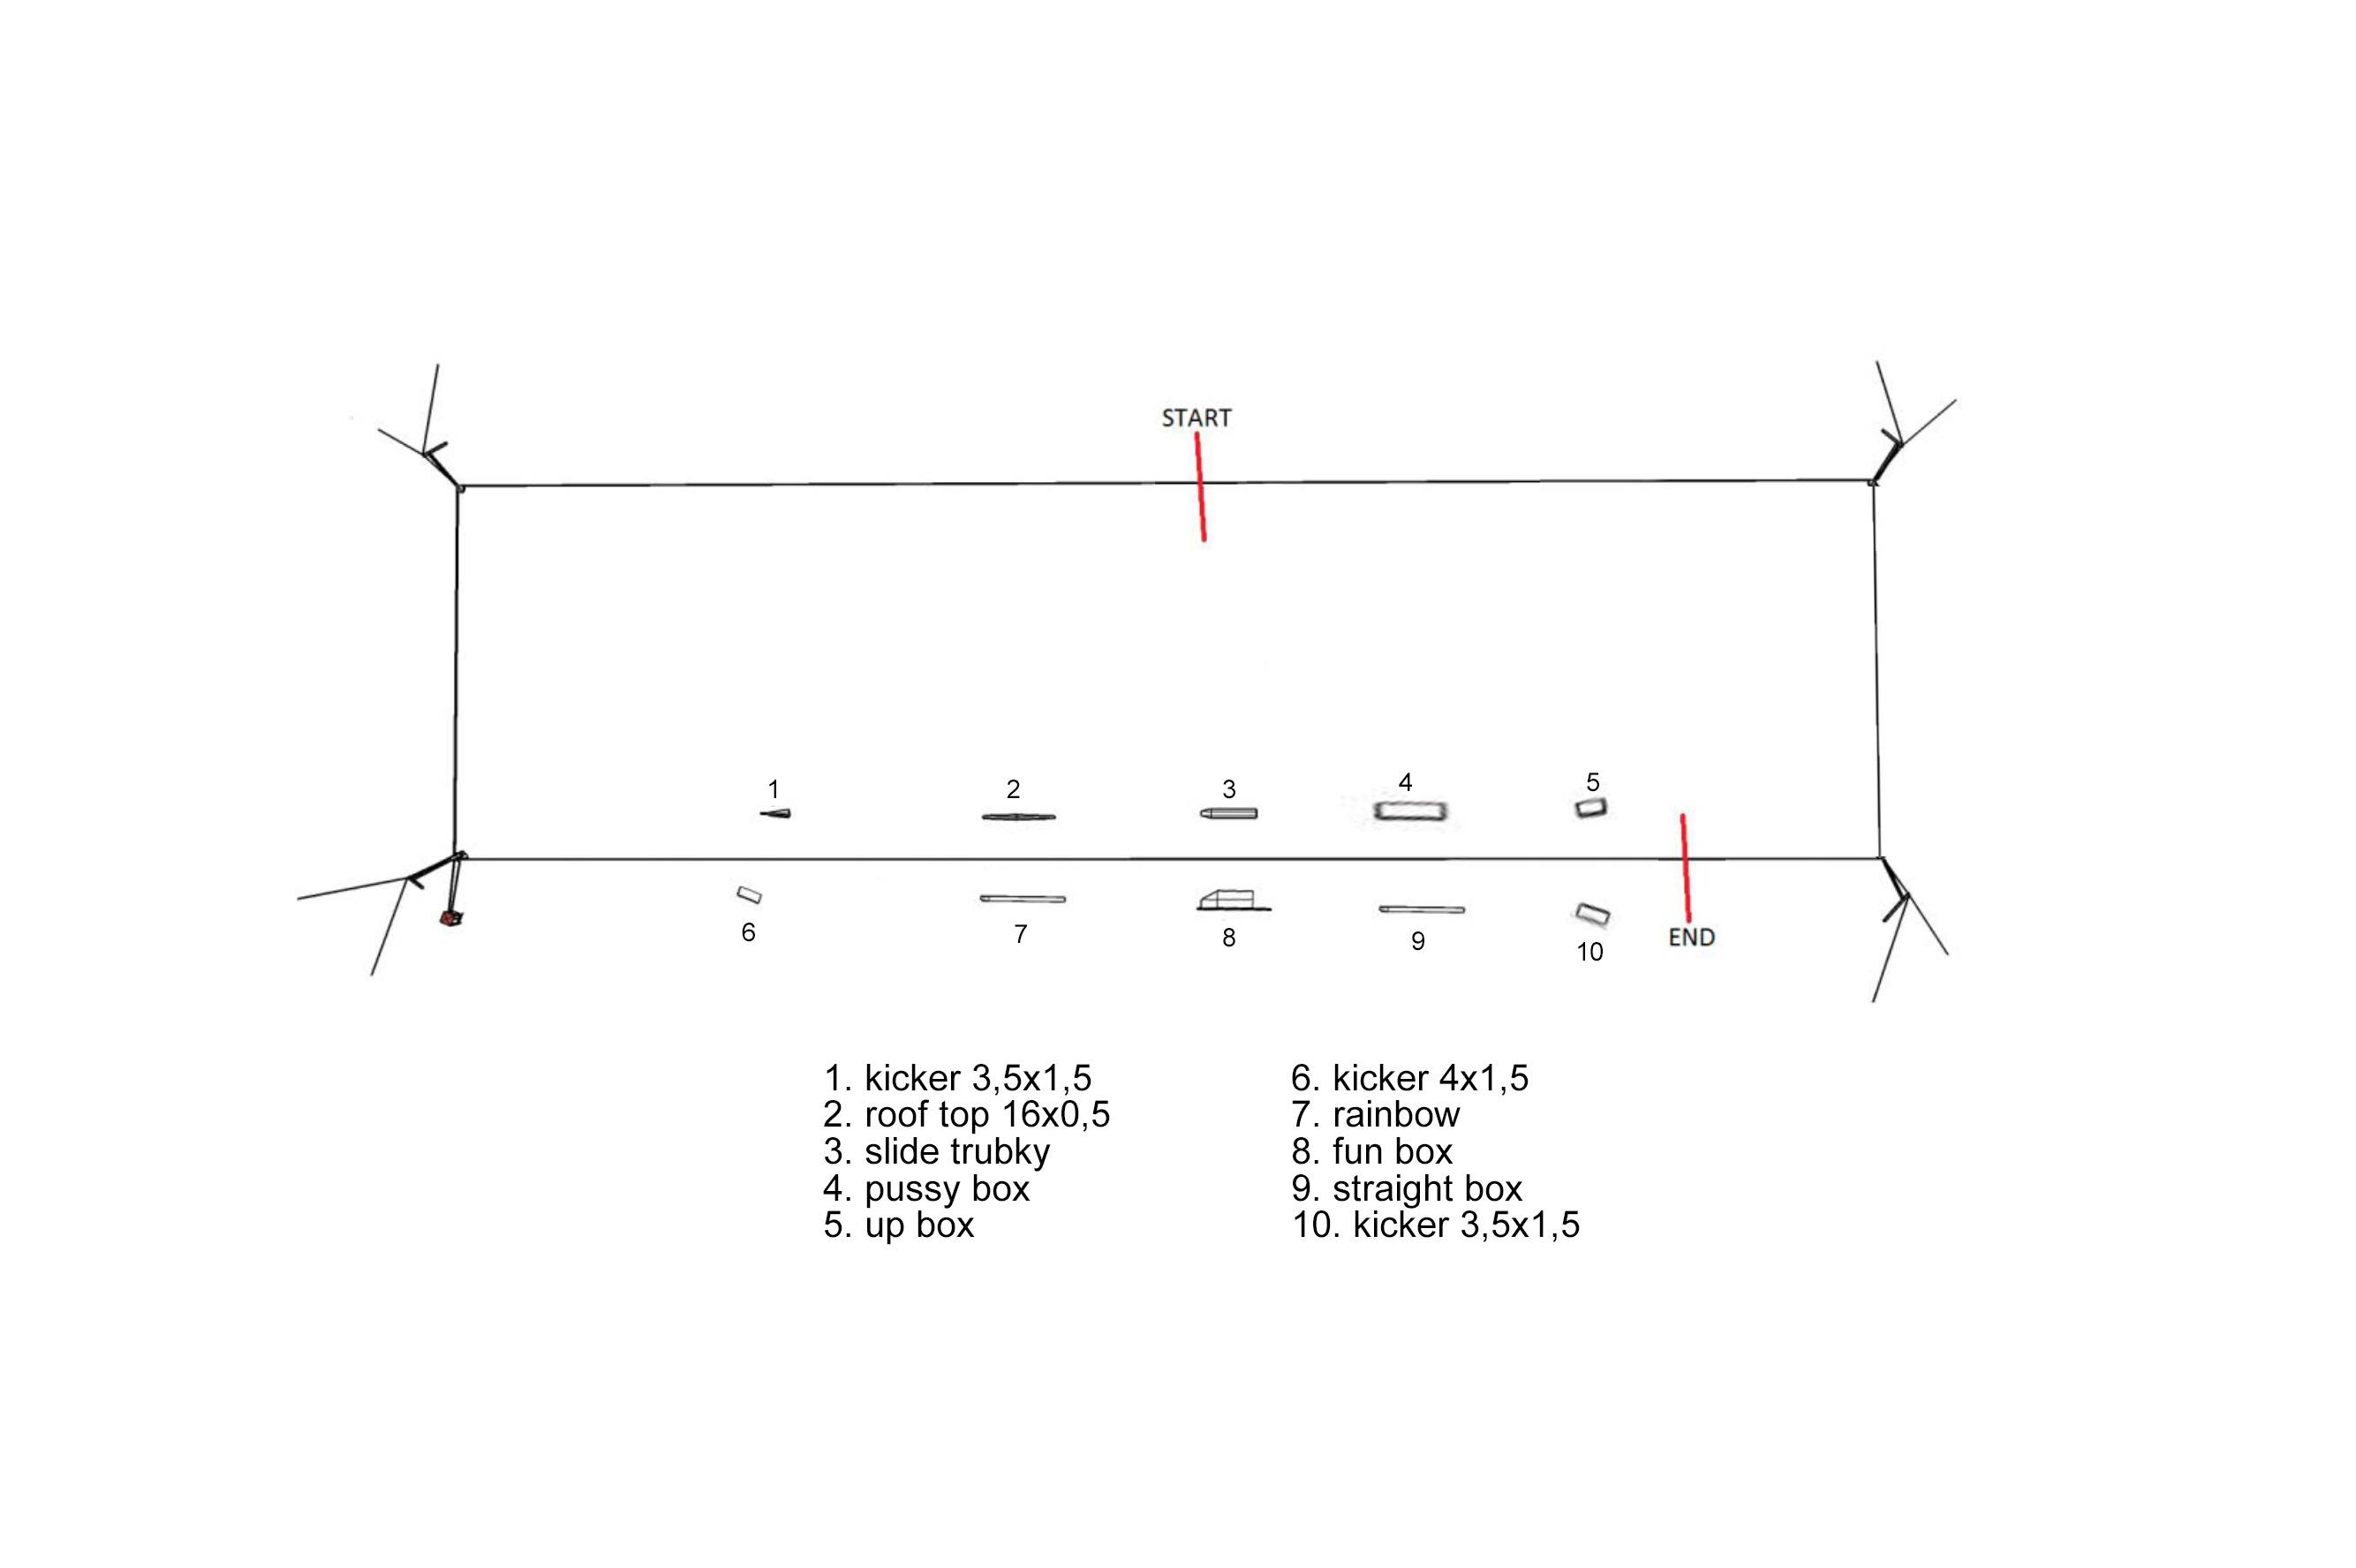 START
1
2
3
4
5
6
7
8
9
10
END
1. kicker 3,5x1,5
2. roof top 16x0,5
3. slide trubky
4. pussy box
5. up box
6. kicker 4x1,5
7. rainbow
8. fun box
9. straight box
10. kicker 3,5x1,5